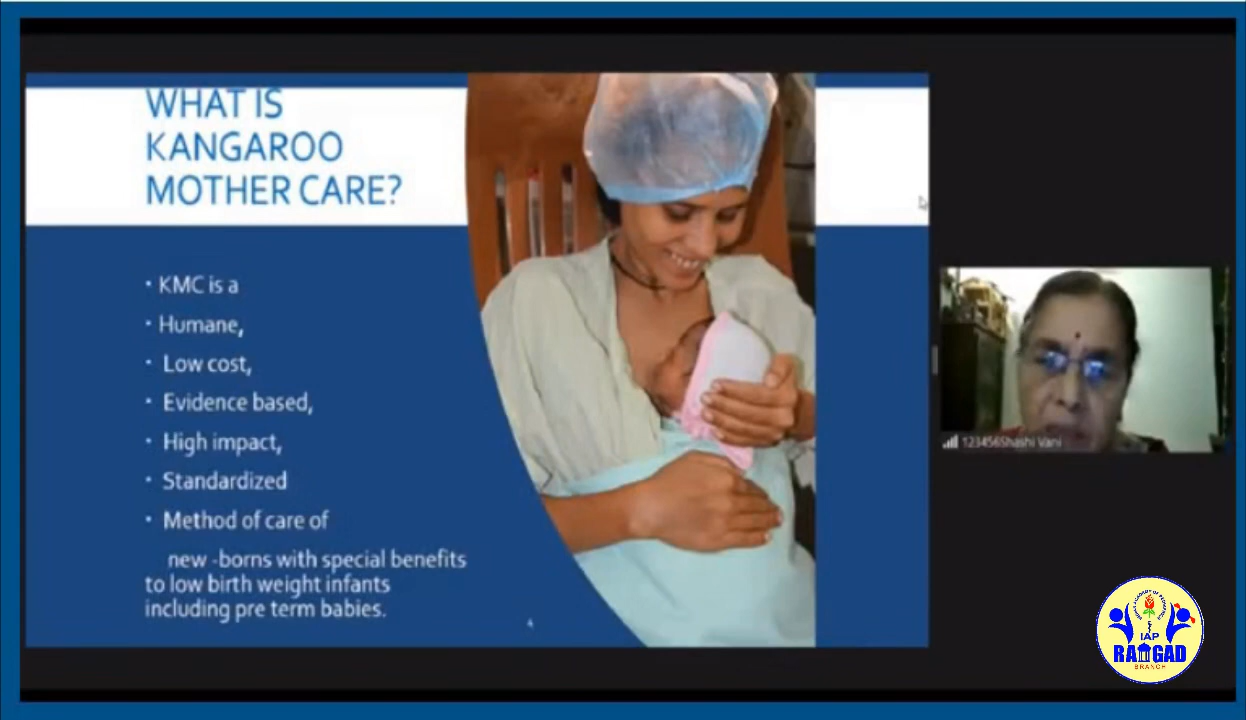 WHAT IS
KANGAROO
MOTHER CARE?
• KMC is a
• Humane,
• Low cost,
• Evidence based,
• High impact,
• Standardized
• Method of care of
new -borns with special benefits
to low birth weight infants
including pre term babies.
4
123456Shashi Vani
IAP
RAIGAD
BRANCH